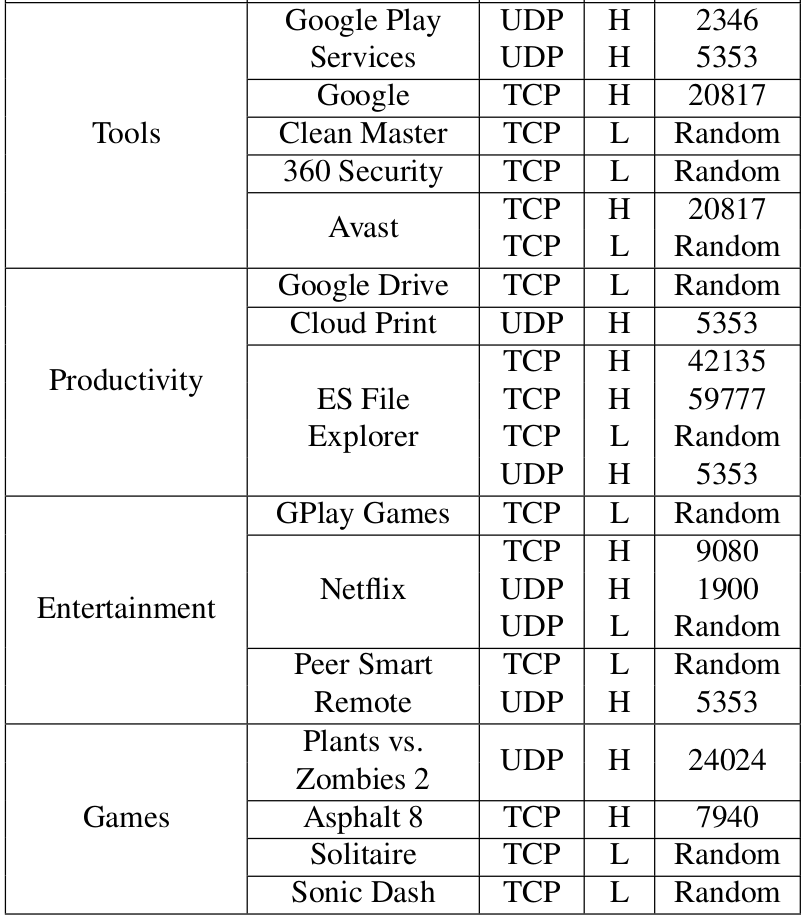 Google Play UDP H 2346
Services UDP H 5353
Google TCP H 20817
Tools Clean Master TCP L Random
360 Security TCP L Random
Avast TCP H 20817
TCP L Random
Google Drive TCP L Random
Cloud Print UDP H 5353
Productivity TCP H 42135
ES File TCP H 59777
Explorer TCP L Random
UDP H 5353
GPlay Games TCP L Random
TCP H 9080
Entertainment Netflix UDP H 1900
UDP L Random
Peer Smart TCP L Random
Remote UDP H 5353
Plants vs.
Zombies 2 UDP H 24024
Games Asphalt 8 TCP H 7940
Solitaire TCP L Random
Sonic Dash TCP L Random